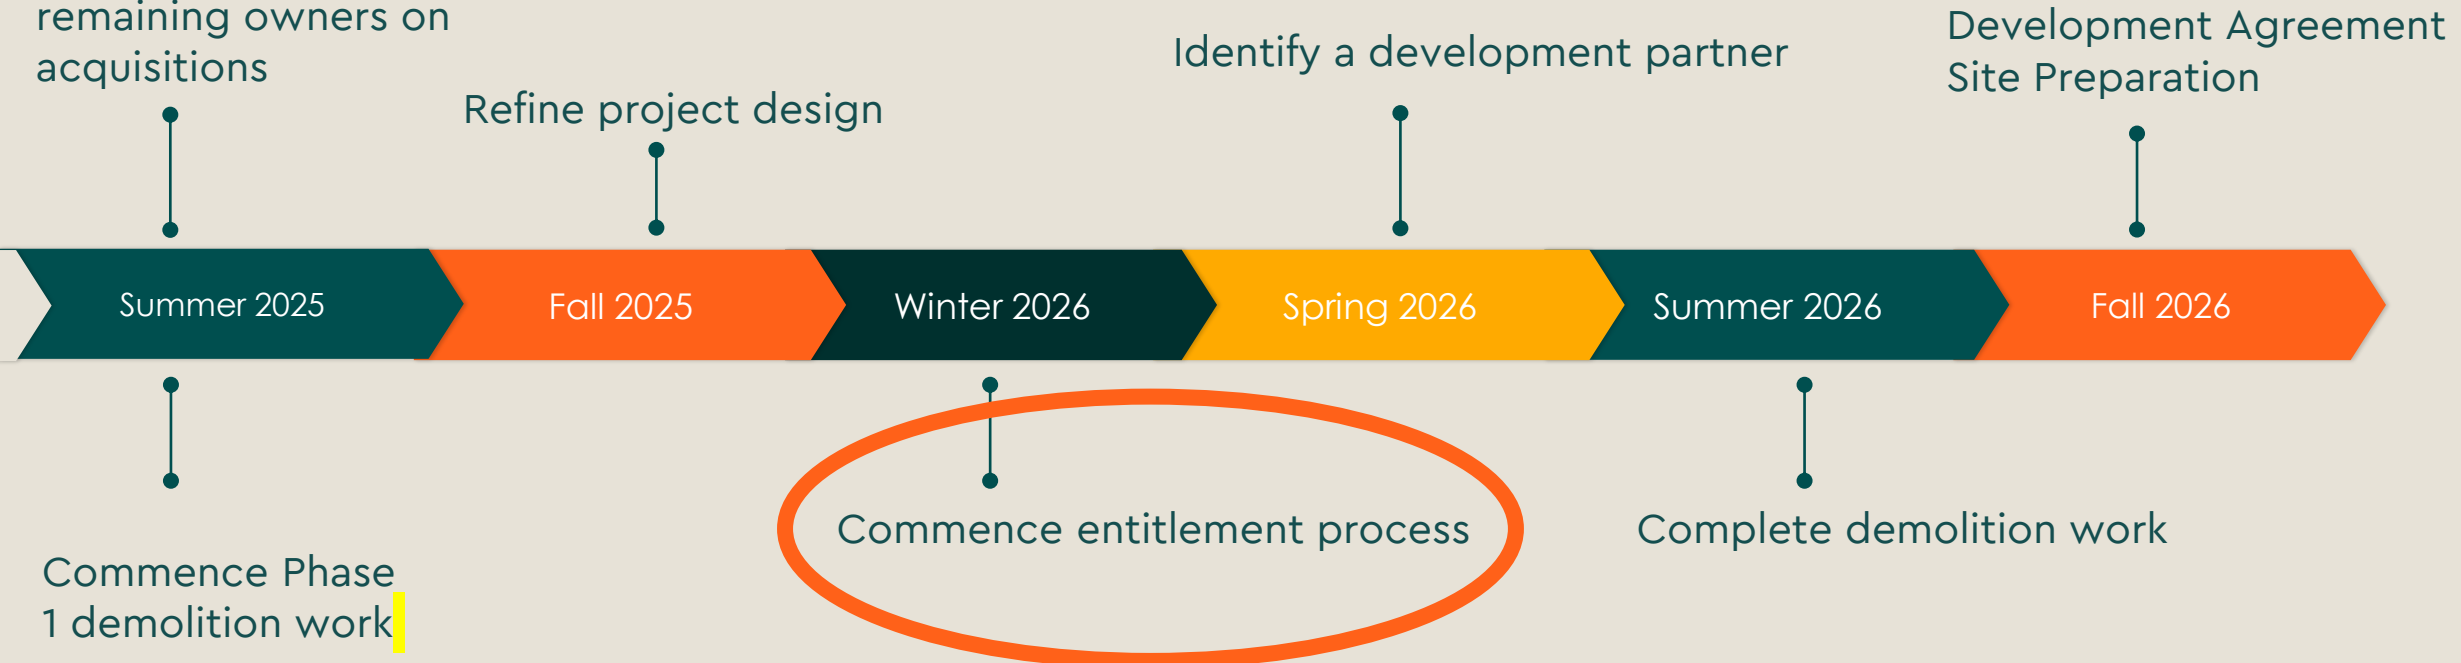 remaining owners on
acquisitions
Refine project design
Identify a development partner
Development Agreement
Site Preparation
Summer 2025
Fall 2025
Winter 2026
Spring 2026
Summer 2026
Fall 2026
Commence Phase
1 demolition work
Commence entitlement process
Complete demolition work